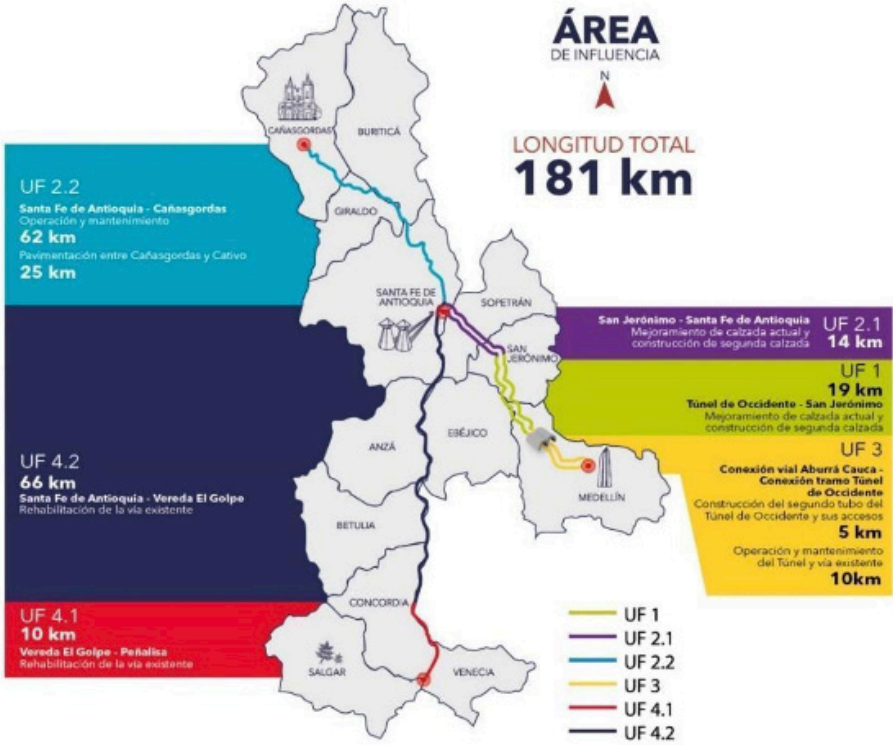 ÁREA
DE INFLUENCIA
N
LONGITUD TOTAL
181 km
CAÑASGORDAS
BURITICÁ
GIRALDO
SANTA FE DE
ANTIOQUIA
SOPETRÁN
SAN
JERÓNIMO
ANZÁ
EBÉJICO
MEDELLÍN
BETULIA
CONCORDIA
SALGAR
VENECIA
UF 2.2
Santa Fe de Antioquia - Cañasgordas
Operación y mantenimiento
62 km
Pavimentación entre Cañasgordas y Cativo
25 km
UF 4.2
66 km
Santa Fe de Antioquia - Vereda El Golpe
Rehabilitación de la vía existente
UF 4.1
10 km
Vereda El Golpe - Peñalisa
Rehabilitación de la vía existente
San Jerónimo - Santa Fe de Antioquia
Mejoramiento de calzada actual y
construcción de segunda calzada
UF 2.1
14 km
UF 1
19 km
Túnel de Occidente - San Jerónimo
Mejoramiento de calzada actual y
construcción de segunda calzada
UF 3
Conexión vial Aburrá Cauca -
Conexión tramo Túnel
de Occidente
Construcción del segundo tubo del
Túnel de Occidente y sus accesos
5 km
Operación y mantenimiento
del Túnel y vía existente
10km
UF 1
UF 2.1
UF 2.2
UF 3
UF 4.1
UF 4.2